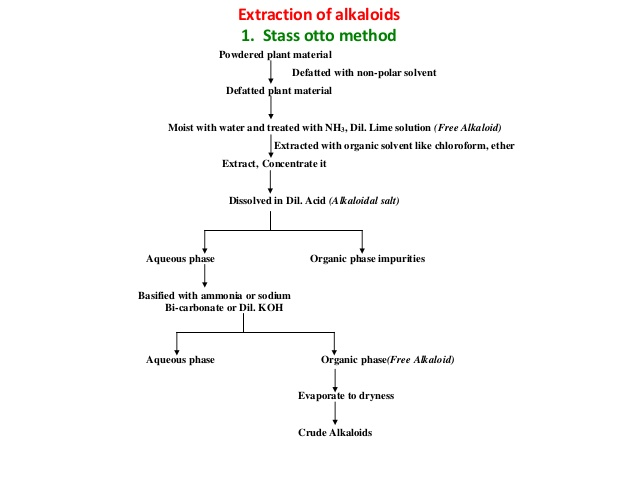 Extraction of alkaloids
1. Stass otto method
Powdered plant material
Defatted with non-polar solvent
Defatted plant material
Moist with water and treated with NH3, Dil. Lime solution (Free Alkaloid)
Extracted with organic solvent like chloroform, ether
Extract, Concentrate it
Dissolved in Dil. Acid (Alkaloidal salt)
Aqueous phase
Organic phase impurities
Basified with ammonia or sodium
Bi-carbonate or Dil. KOH
Aqueous phase
Organic phase(Free Alkaloid)
Evaporate to dryness
Crude Alkaloids